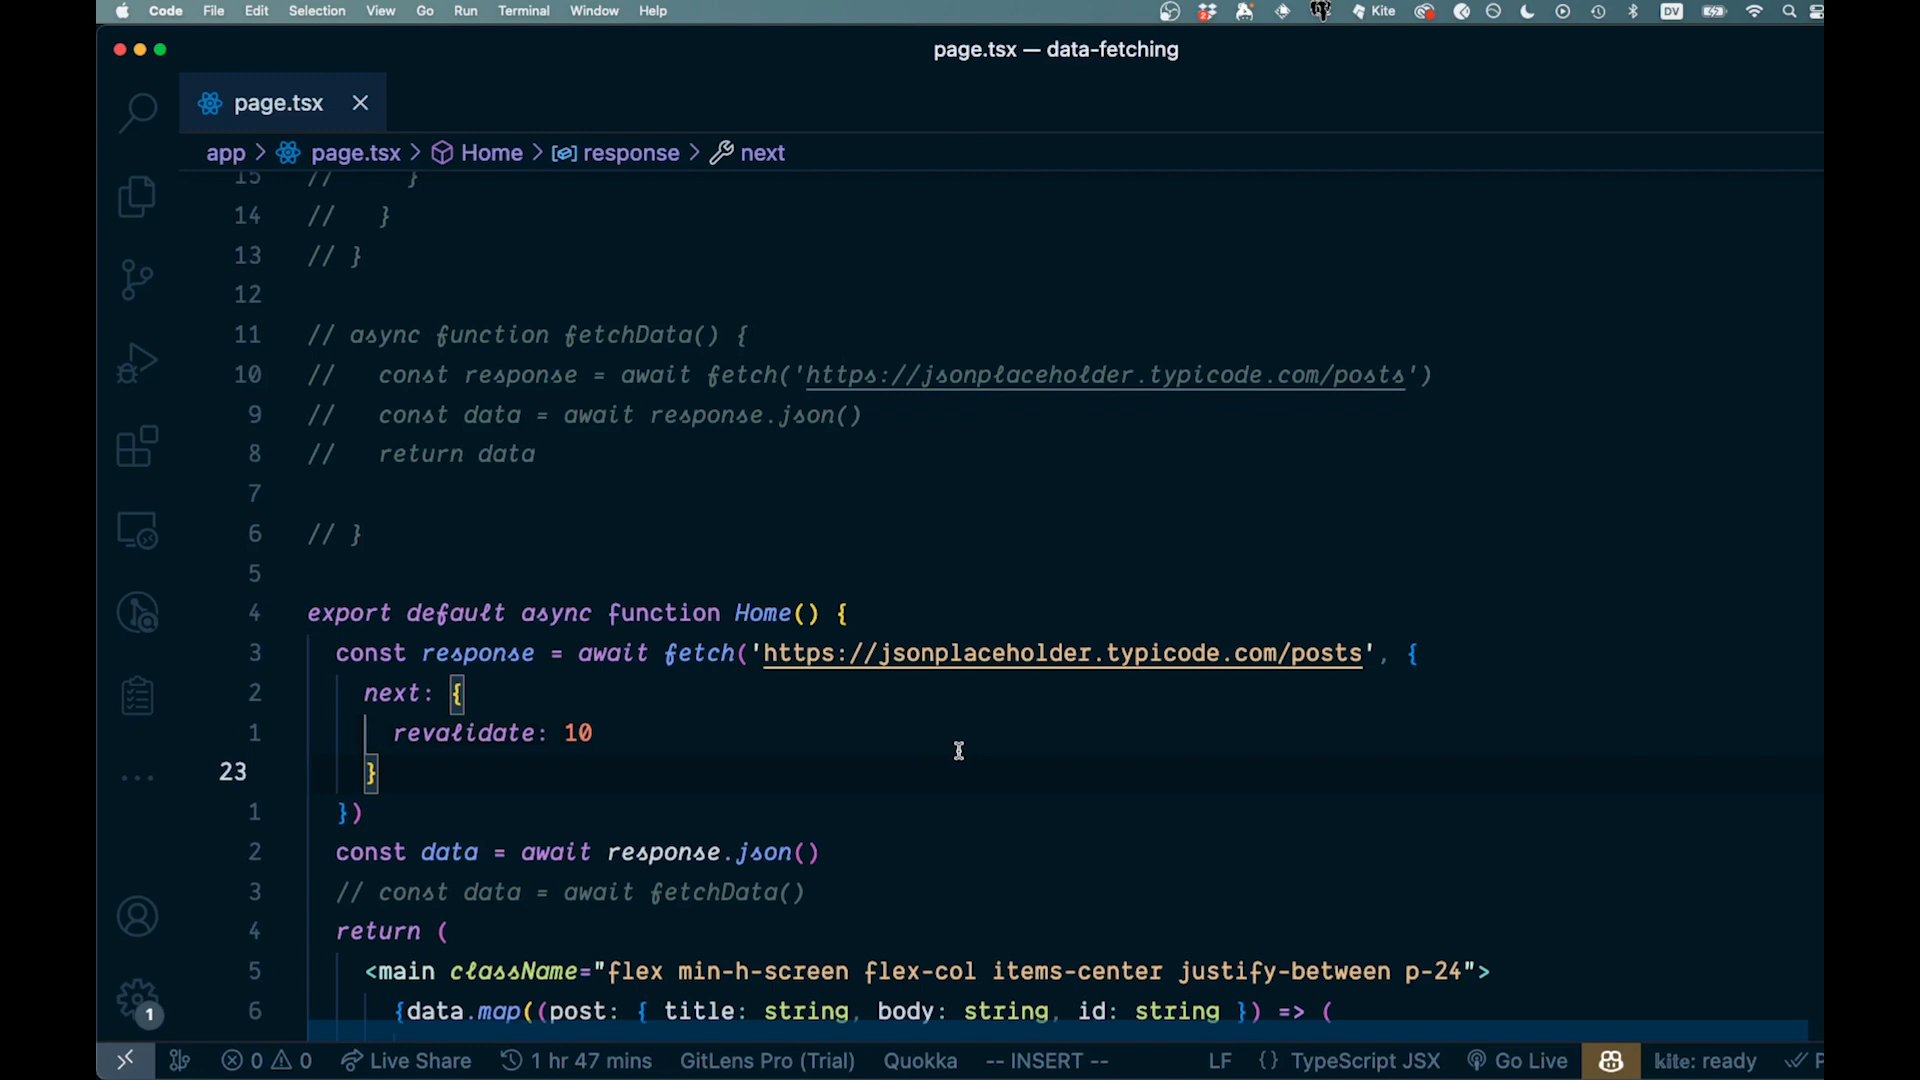 Code File Edit Selection View Go Run Terminal Window Help Kite DV
page.tsx — data-fetching
page.tsx
app > page.tsx > Home > response > next
15 // }
14 // }
13 // }
12
11 // async function fetchData() {
10 // const response = await fetch('https://jsonplaceholder.typicode.com/posts')
9 // const data = await response.json()
8 // return data
7
6 // }
5
4 export default async function Home() {
3 const response = await fetch('https://jsonplaceholder.typicode.com/posts', {
2 next: {
1 revalidate: 10
23 }
1 })
2 const data = await response.json()
3 // const data = await fetchData()
4 return (
5 <main className="flex min-h-screen flex-col items-center justify-between p-24">
6 {data.map((post: { title: string, body: string, id: string }) => (
1
0 0 Live Share 1 hr 47 mins GitLens Pro (Trial) Quokka -- INSERT -- LF {} TypeScript JSX Go Live kite: ready